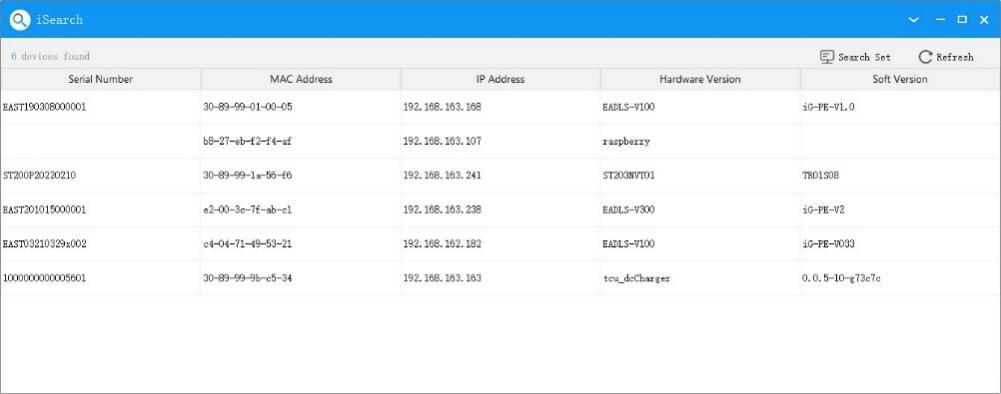 iSearch
6 devices found Search Set Refresh
Serial Number MAC Address IP Address Hardware Version Soft Version
EAST190308000001 30-89-99-01-00-05 192.168.163.168 EADLS-V100 iG-PE-V1.0
b8-27-eb-f2-f4-af 192.168.163.107 raspberry
ST200P20220210 30-89-99-1a-56-f6 192.168.163.241 ST203NVT01 TR01S08
EAST201015000001 e2-00-3c-7f-ab-c1 192.168.163.238 EADLS-V300 iG-PE-V2
EAST03210329x002 c4-04-71-49-53-21 192.168.162.182 EADLS-V100 iG-PE-V033
1000000000005601 30-89-99-9b-c5-34 192.168.163.163 tcu_dcCharger 0.0.5-10-g73c7c